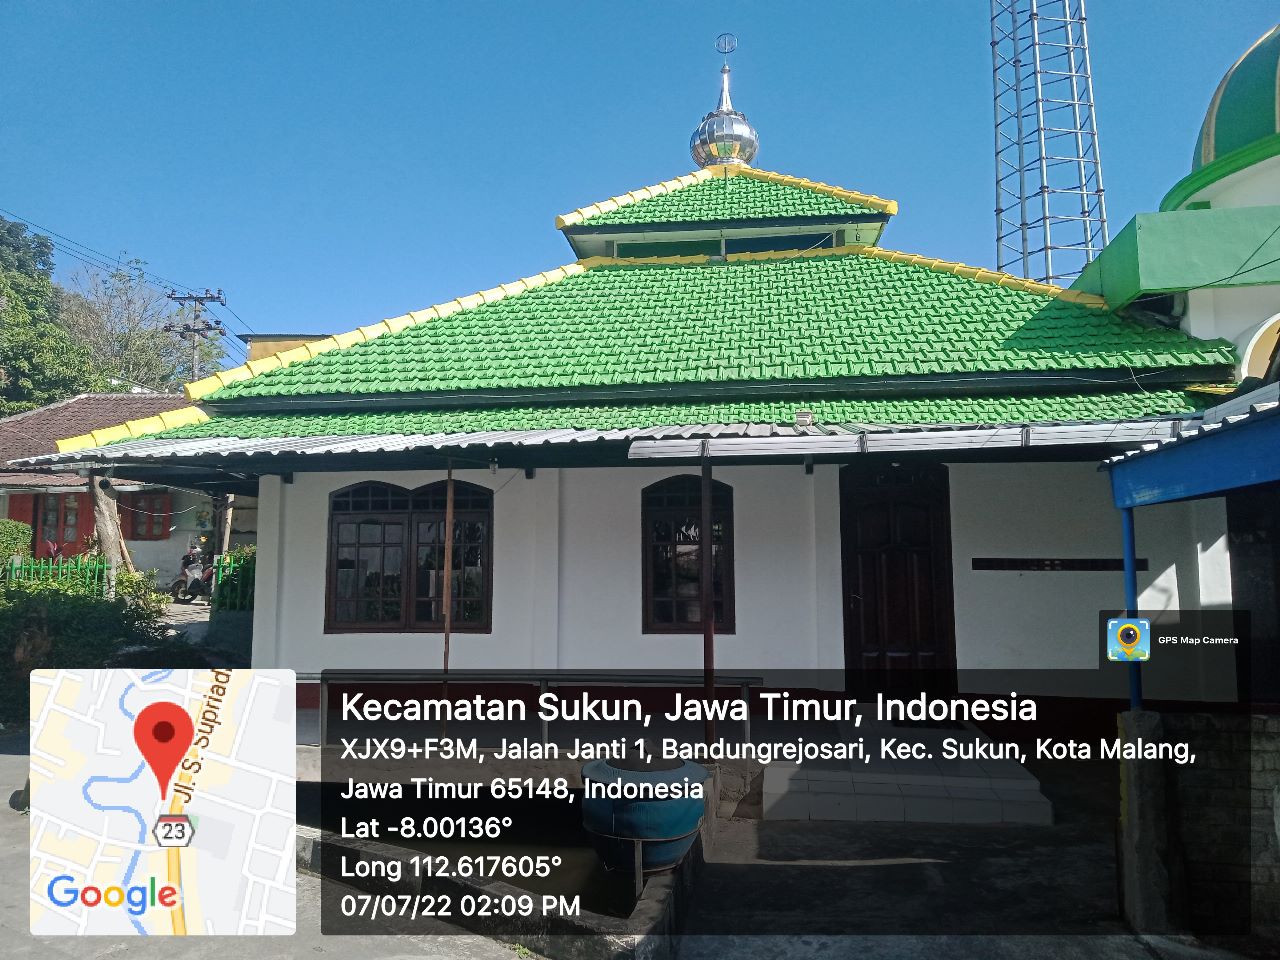 GPS Map Camera
Kecamatan Sukun, Jawa Timur, Indonesia
XJX9+F3M, Jalan Janti 1, Bandungrejosari, Kec. Sukun, Kota Malang,
Jawa Timur 65148, Indonesia
Lat -8.00136°
Long 112.617605°
07/07/22 02:09 PM
Jl. S. Supriadi
23
Google